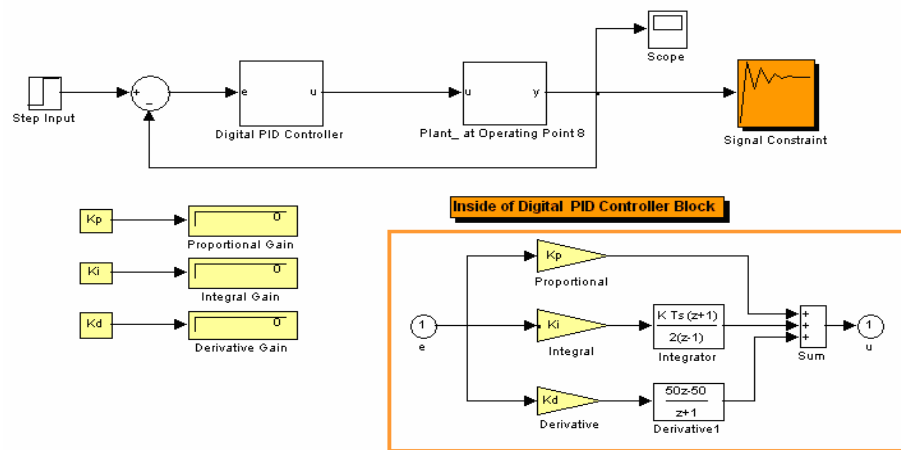 Scope
Step Input
+
−
e
u
Digital PID Controller
u
y
Plant_ at Operating Point 8
Signal Constraint
Kp
0
Proportional Gain
Ki
0
Integral Gain
Kd
0
Derivative Gain
Inside of Digital PID Controller Block
1
e
Kp
Proportional
Ki
Integral
K Ts (z+1)
2(z-1)
Integrator
Kd
Derivative
50z-50
z+1
Derivative1
+
+
+
Sum
1
u